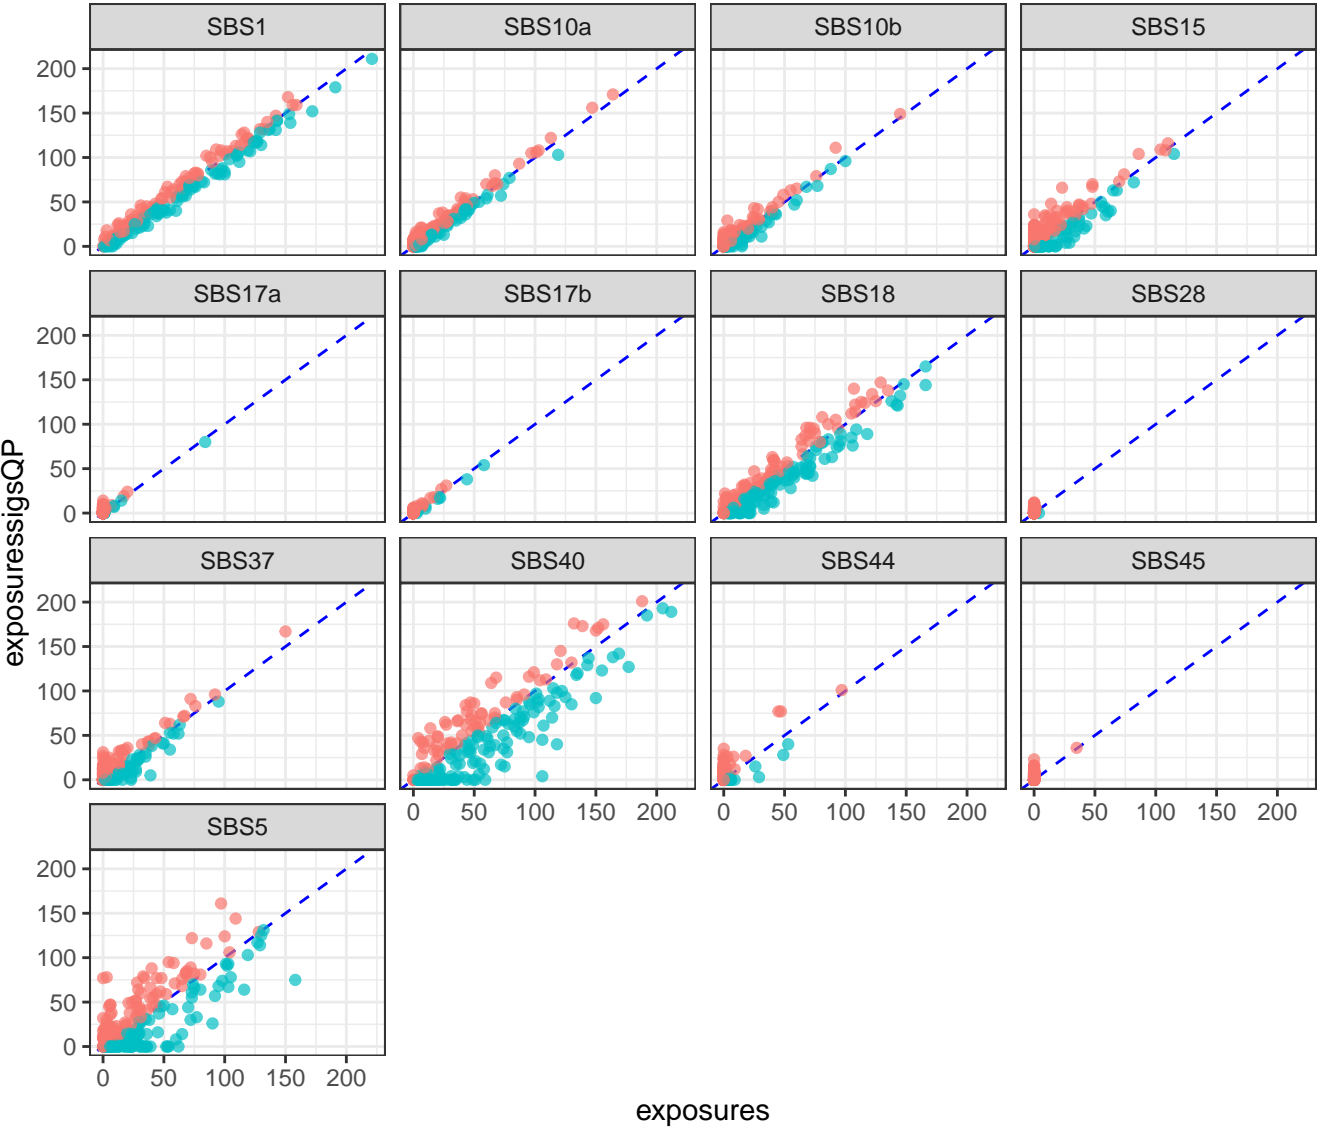 SBS1 SBS10a SBS10b SBS15
200
150
100
50
0
SBS17a SBS17b SBS18 SBS28
200
150
100
50
0
exposuressigsQP
SBS37 SBS40 SBS44 SBS45
200
150
100
50
0
0 50 100 150 200 0 50 100 150 200 0 50 100 150 200
SBS5
200
150
100
50
0
0 50 100 150 200
exposures